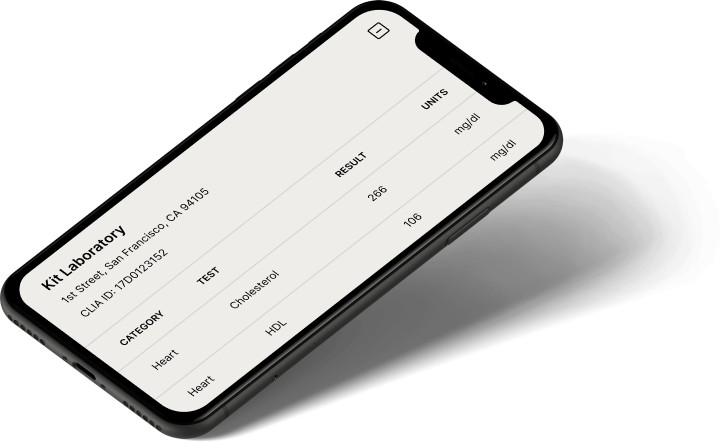 Kit Laboratory
1st Street, San Francisco, CA 94105
CLIA ID: 17D0123152
CATEGORY TEST RESULT UNITS
Heart Cholesterol 266 mg/dl
Heart HDL 106 mg/dl